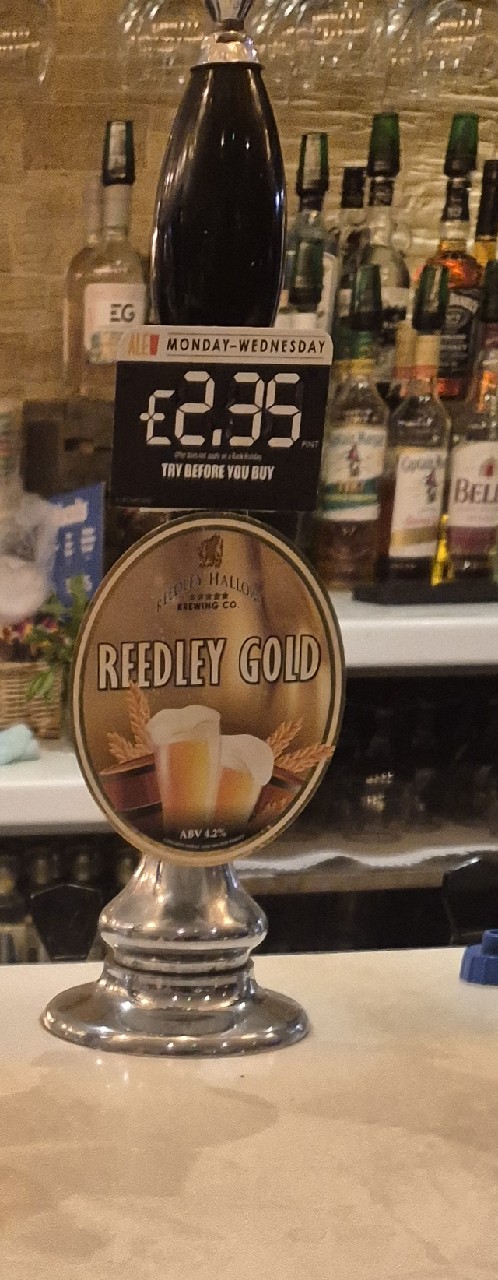 EG
ALE MONDAY–WEDNESDAY
£2.35
PINT
TRY BEFORE YOU BUY
REEDLEY HALLOWS
BREWING CO.
REEDLEY GOLD
ABV 4.2%
Captain Morgan
Captain M
BELL